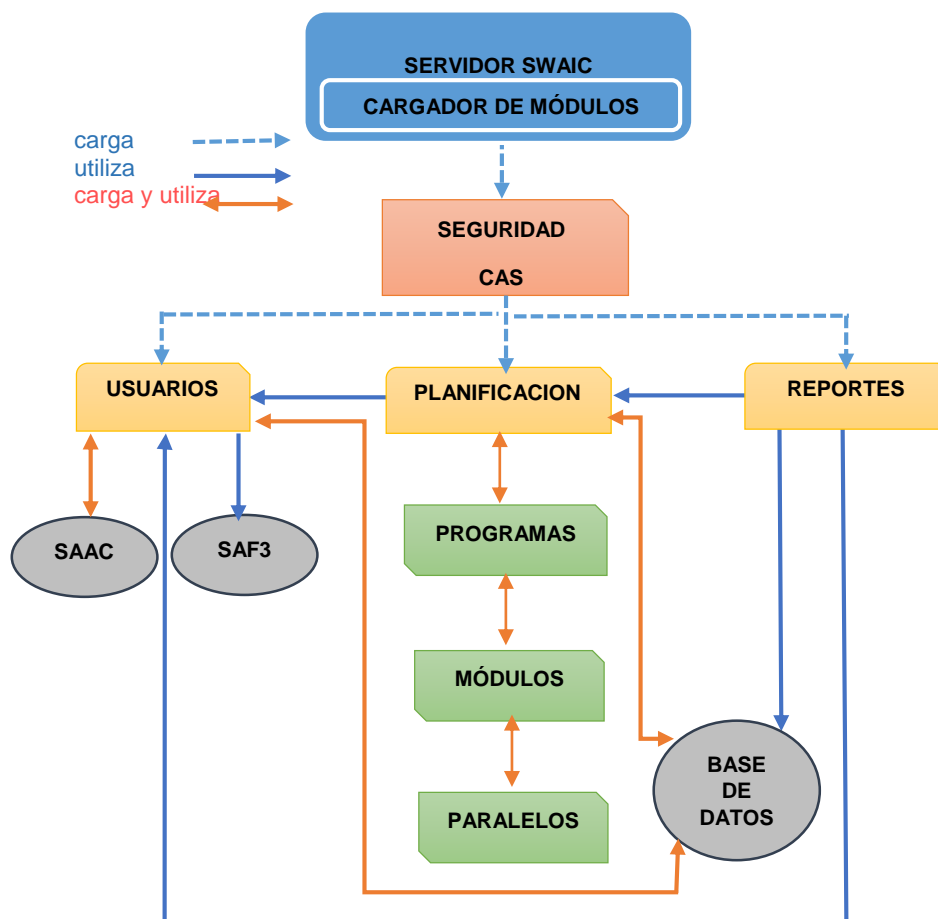 SERVIDOR SWAIC
CARGADOR DE MÓDULOS
carga
utiliza
carga y utiliza
SEGURIDAD
CAS
USUARIOS
PLANIFICACION
REPORTES
SAAC
SAF3
PROGRAMAS
MÓDULOS
PARALELOS
BASE
DE
DATOS